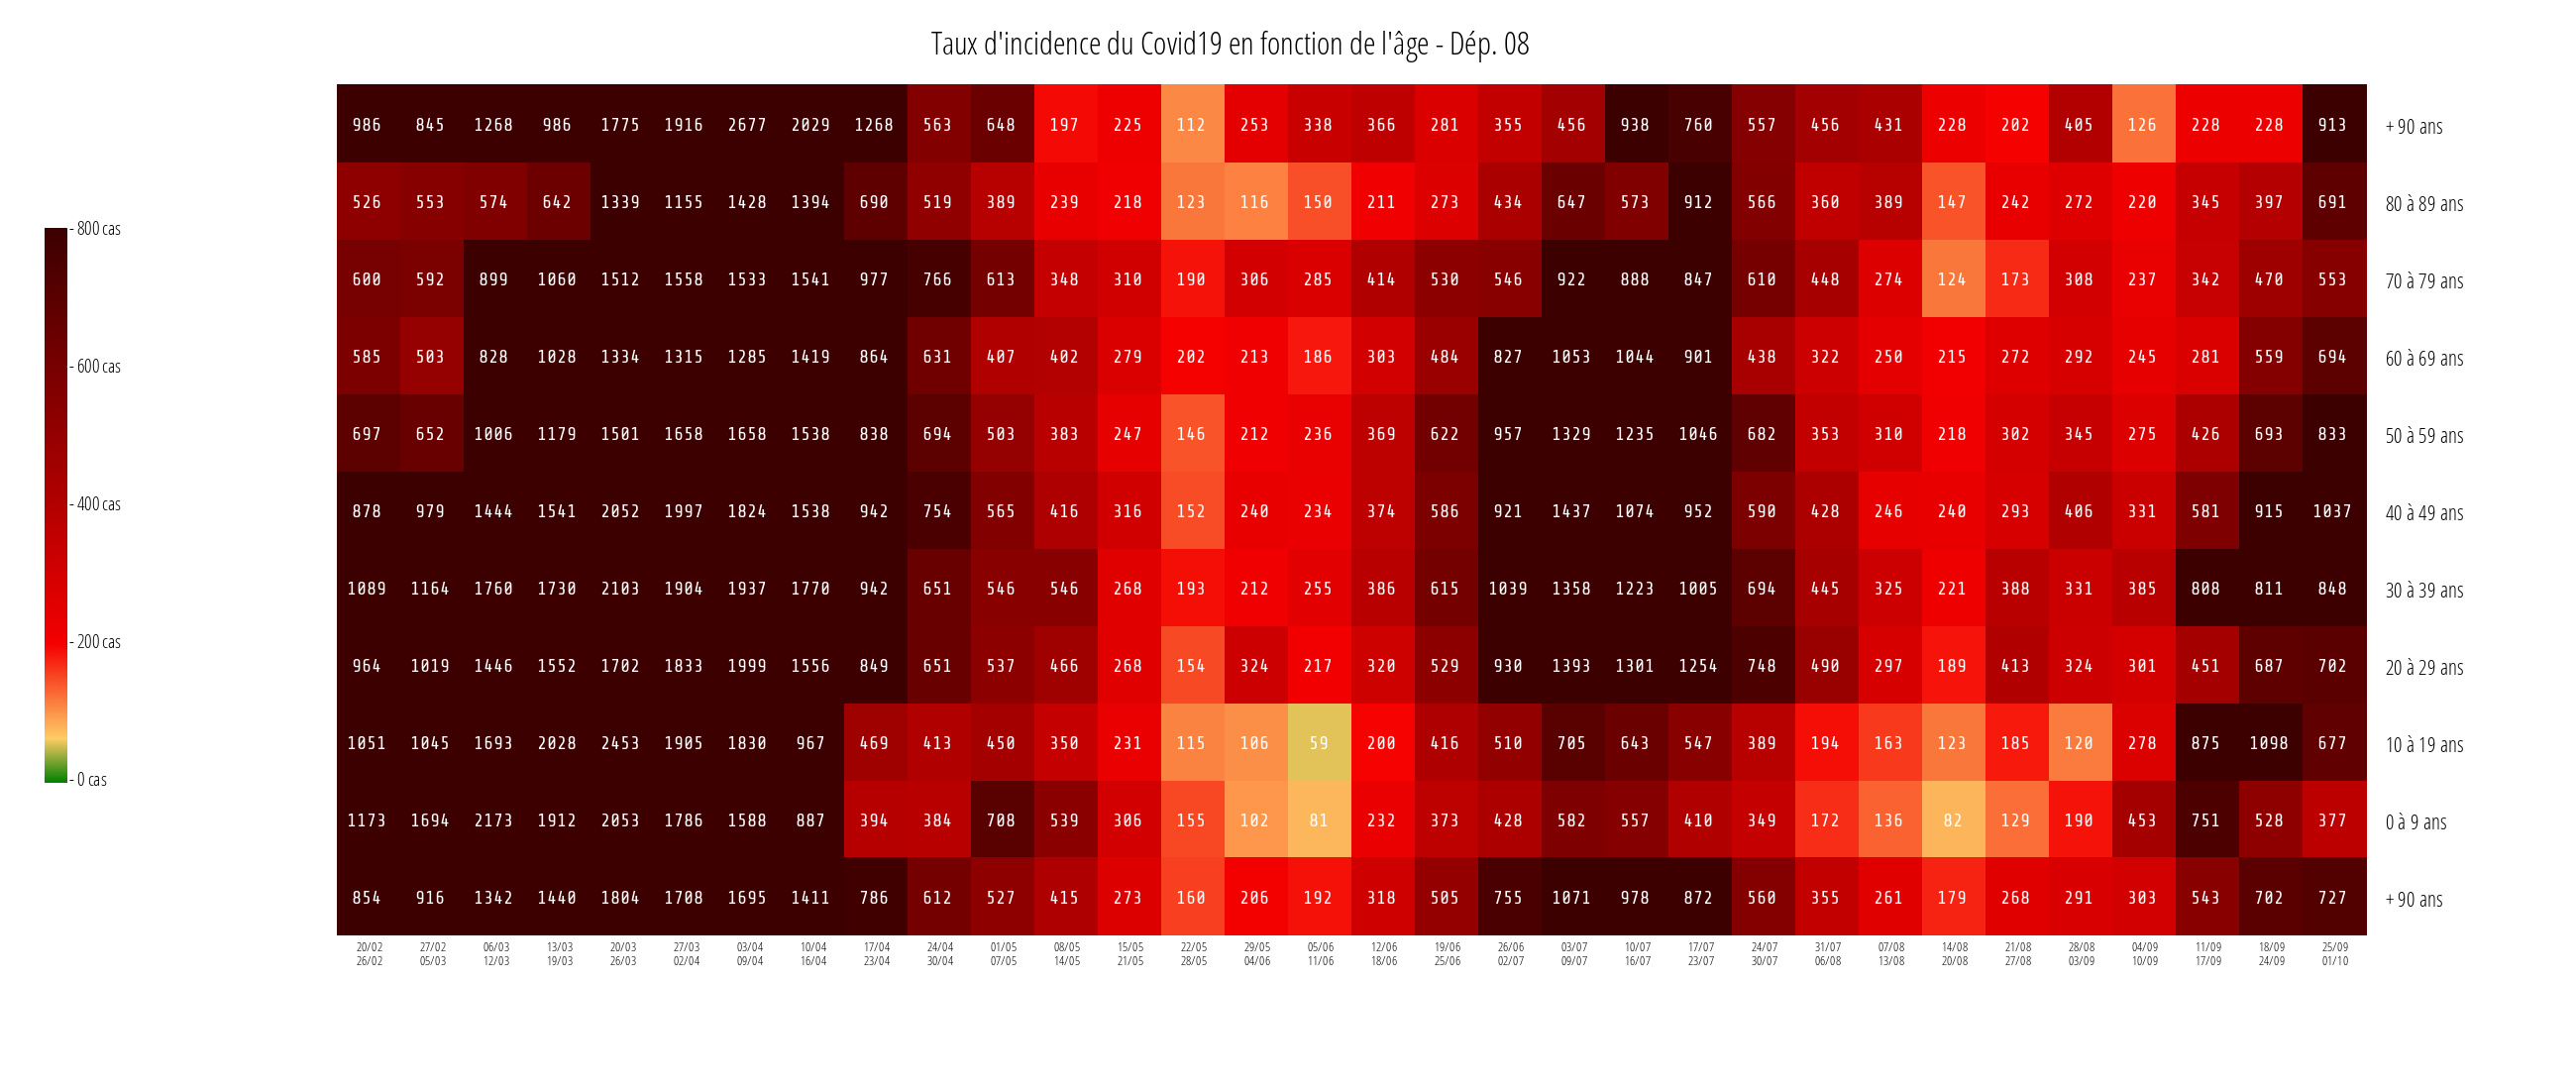 Taux d'incidence du Covid19 en fonction de l'âge - Dép. 08
- 800 cas
- 600 cas
- 400 cas
- 200 cas
- 0 cas
986 845 1268 986 1775 1916 2677 2029 1268 563 648 197 225 112 253 338 366 281 355 456 938 760 557 456 431 228 202 405 126 228 228 913 + 90 ans
526 553 574 642 1339 1155 1428 1394 690 519 389 239 218 123 116 150 211 273 434 647 573 912 566 360 389 147 242 272 220 345 397 691 80 à 89 ans
600 592 899 1060 1512 1558 1533 1541 977 766 613 348 310 190 306 285 414 530 546 922 888 847 610 448 274 124 173 308 237 342 470 553 70 à 79 ans
585 503 828 1028 1334 1315 1285 1419 864 631 407 402 279 202 213 186 303 484 827 1053 1044 901 438 322 250 215 272 292 245 281 559 694 60 à 69 ans
697 652 1006 1179 1501 1658 1658 1538 838 694 503 383 247 146 212 236 369 622 957 1329 1235 1046 682 353 310 218 302 345 275 426 693 833 50 à 59 ans
878 979 1444 1541 2052 1997 1824 1538 942 754 565 416 316 152 240 234 374 586 921 1437 1074 952 590 428 246 240 293 406 331 581 915 1037 40 à 49 ans
1089 1164 1760 1730 2103 1904 1937 1770 942 651 546 546 268 193 212 255 386 615 1039 1358 1223 1005 694 445 325 221 388 331 385 808 811 848 30 à 39 ans
964 1019 1446 1552 1702 1833 1999 1556 849 651 537 466 268 154 324 217 320 529 930 1393 1301 1254 748 490 297 189 413 324 301 451 687 702 20 à 29 ans
1051 1045 1693 2028 2453 1905 1830 967 469 413 450 350 231 115 106 59 200 416 510 705 643 547 389 194 163 123 185 120 278 875 1098 677 10 à 19 ans
1173 1694 2173 1912 2053 1786 1588 887 394 384 708 539 306 155 102 81 232 373 428 582 557 410 349 172 136 82 129 190 453 751 528 377 0 à 9 ans
854 916 1342 1440 1804 1708 1695 1411 786 612 527 415 273 160 206 192 318 505 755 1071 978 872 560 355 261 179 268 291 303 543 702 727 + 90 ans
20/02 27/02 06/03 13/03 20/03 27/03 03/04 10/04 17/04 24/04 01/05 08/05 15/05 22/05 29/05 05/06 12/06 19/06 26/06 03/07 10/07 17/07 24/07 31/07 07/08 14/08 21/08 28/08 04/09 11/09 18/09 25/09
26/02 05/03 12/03 19/03 26/03 02/04 09/04 16/04 23/04 30/04 07/05 14/05 21/05 28/05 04/06 11/06 18/06 25/06 02/07 09/07 16/07 23/07 30/07 06/08 13/08 20/08 27/08 03/09 10/09 17/09 24/09 01/10